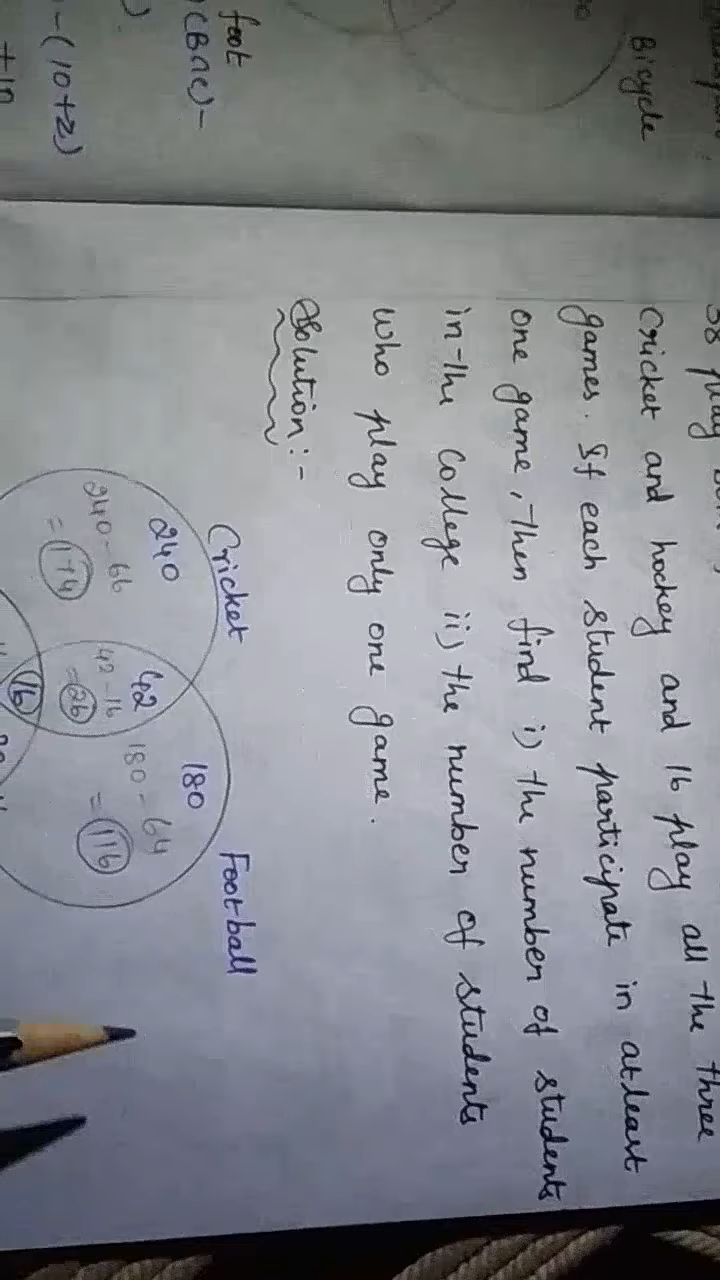 Bicycle
foot
(BnC)-
-(10+z)
+10
38 play
cricket and hockey and 16 play all the three
games. If each student participate in atleast
one game, then find i) the number of students
in the College ii) the number of students
who play only one game.
Solution:-
Cricket
Football
240
180
240-66
=174
42
42-16
=26
180-64
=116
16